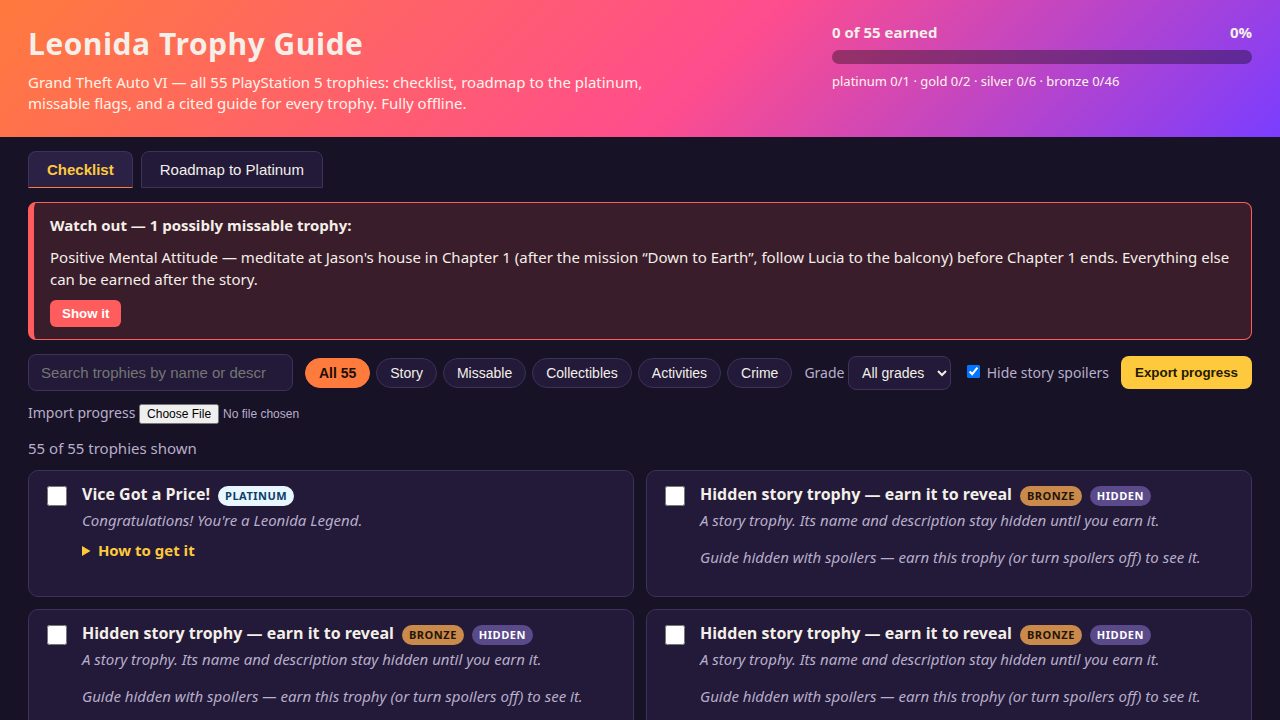 Leonida Trophy Guide
Grand Theft Auto VI — all 55 PlayStation 5 trophies: checklist, roadmap to the platinum,
missable flags, and a cited guide for every trophy. Fully offline.
0 of 55 earned 0%
platinum 0/1 · gold 0/2 · silver 0/6 · bronze 0/46
Checklist Roadmap to Platinum
Watch out — 1 possibly missable trophy:
Positive Mental Attitude — meditate at Jason's house in Chapter 1 (after the mission ”Down to Earth”, follow Lucia to the balcony) before Chapter 1 ends. Everything else
can be earned after the story.
Show it
Search trophies by name or descr All 55 Story Missable Collectibles Activities Crime Grade All grades Hide story spoilers Export progress
Import progress Choose File No file chosen
55 of 55 trophies shown
Vice Got a Price! PLATINUM
Congratulations! You're a Leonida Legend.
How to get it
Hidden story trophy — earn it to reveal BRONZE HIDDEN
A story trophy. Its name and description stay hidden until you earn it.
Guide hidden with spoilers — earn this trophy (or turn spoilers off) to see it.
Hidden story trophy — earn it to reveal BRONZE HIDDEN
A story trophy. Its name and description stay hidden until you earn it.
Guide hidden with spoilers — earn this trophy (or turn spoilers off) to see it.
Hidden story trophy — earn it to reveal BRONZE HIDDEN
A story trophy. Its name and description stay hidden until you earn it.
Guide hidden with spoilers — earn this trophy (or turn spoilers off) to see it.